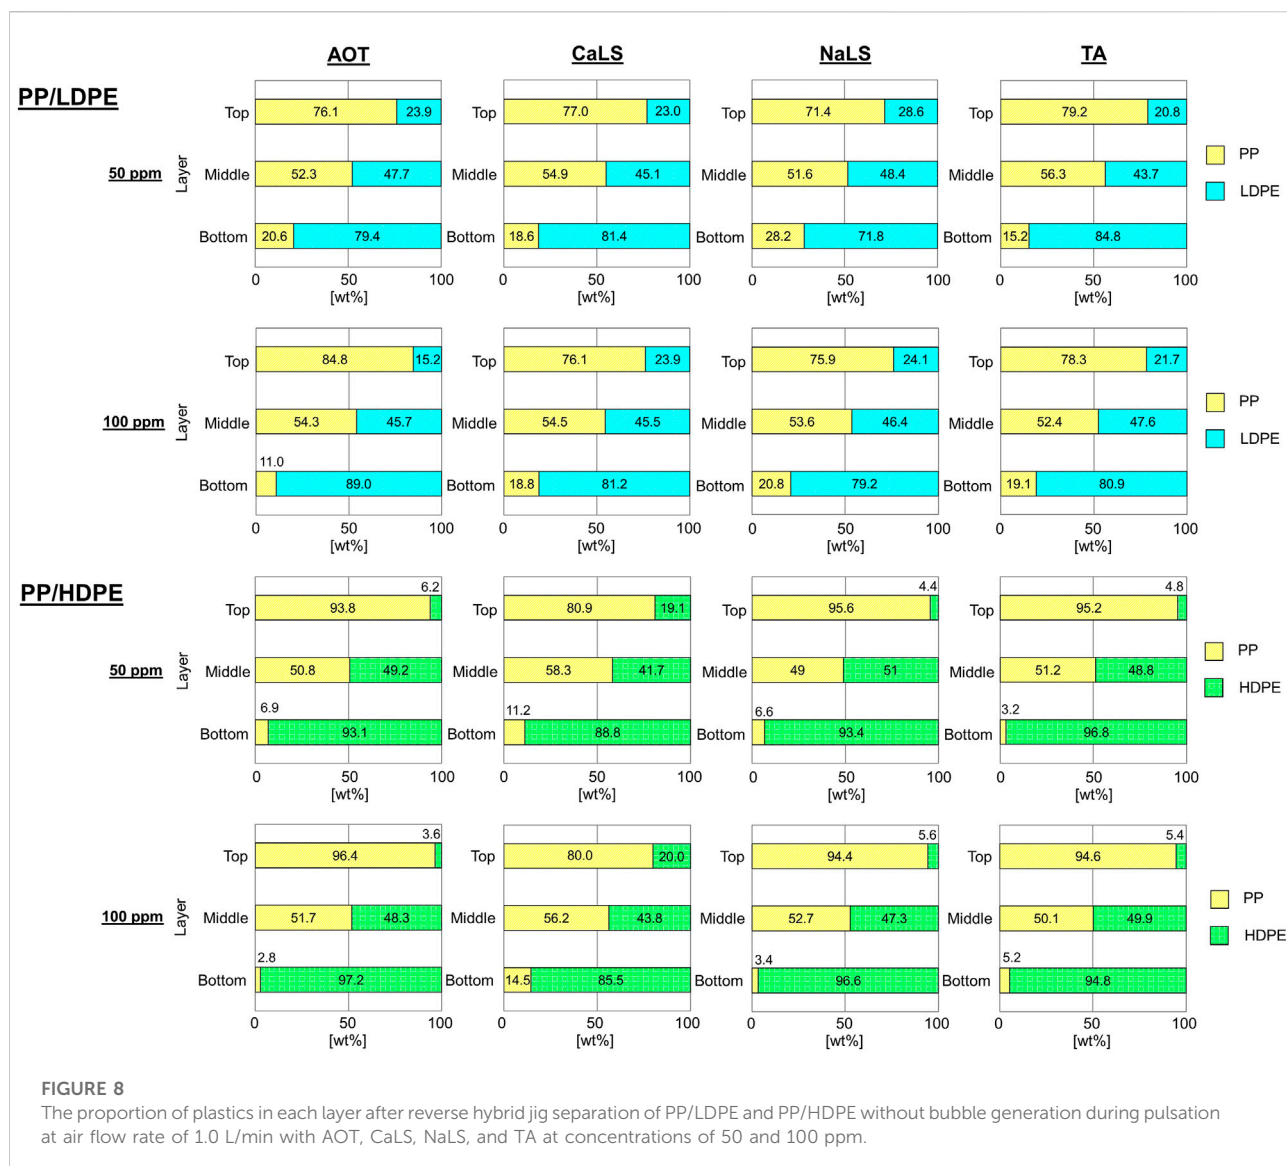 AOT CaLS NaLS TA
PP/LDPE
50 ppm
Layer
Top 76.1 23.9 Top 77.0 23.0 Top 71.4 28.6 Top 79.2 20.8
PP
Middle 52.3 47.7 Middle 54.9 45.1 Middle 51.6 48.4 Middle 56.3 43.7
LDPE
Bottom 20.6 79.4 Bottom 18.6 81.4 Bottom 28.2 71.8 Bottom 15.2 84.8
0 50 100 0 50 100 0 50 100 0 50 100
[wt%] [wt%] [wt%] [wt%]
100 ppm
Layer
Top 84.8 15.2 Top 76.1 23.9 Top 75.9 24.1 Top 78.3 21.7
PP
Middle 54.3 45.7 Middle 54.5 45.5 Middle 53.6 46.4 Middle 52.4 47.6
LDPE
11.0
Bottom 89.0 Bottom 18.8 81.2 Bottom 20.8 79.2 Bottom 19.1 80.9
0 50 100 0 50 100 0 50 100 0 50 100
[wt%] [wt%] [wt%] [wt%]
PP/HDPE
50 ppm
Layer
6.2 4.4 4.8
Top 93.8 Top 80.9 19.1 Top 95.6 Top 95.2
PP
Middle 50.8 49.2 Middle 58.3 41.7 Middle 49 51 Middle 51.2 48.8
HDPE
6.9 11.2 6.6 3.2
Bottom 93.1 Bottom 88.8 Bottom 93.4 Bottom 96.8
0 50 100 0 50 100 0 50 100 0 50 100
[wt%] [wt%] [wt%] [wt%]
100 ppm
Layer
3.6 5.6 5.4
Top 96.4 Top 80.0 20.0 Top 94.4 Top 94.6
PP
Middle 51.7 48.3 Middle 56.2 43.8 Middle 52.7 47.3 Middle 50.1 49.9
HDPE
2.8 3.4 5.2
Bottom 97.2 Bottom 14.5 85.5 Bottom 96.6 Bottom 94.8
0 50 100 0 50 100 0 50 100 0 50 100
[wt%] [wt%] [wt%] [wt%]
FIGURE 8
The proportion of plastics in each layer after reverse hybrid jig separation of PP/LDPE and PP/HDPE without bubble generation during pulsation
at air flow rate of 1.0 L/min with AOT, CaLS, NaLS, and TA at concentrations of 50 and 100 ppm.